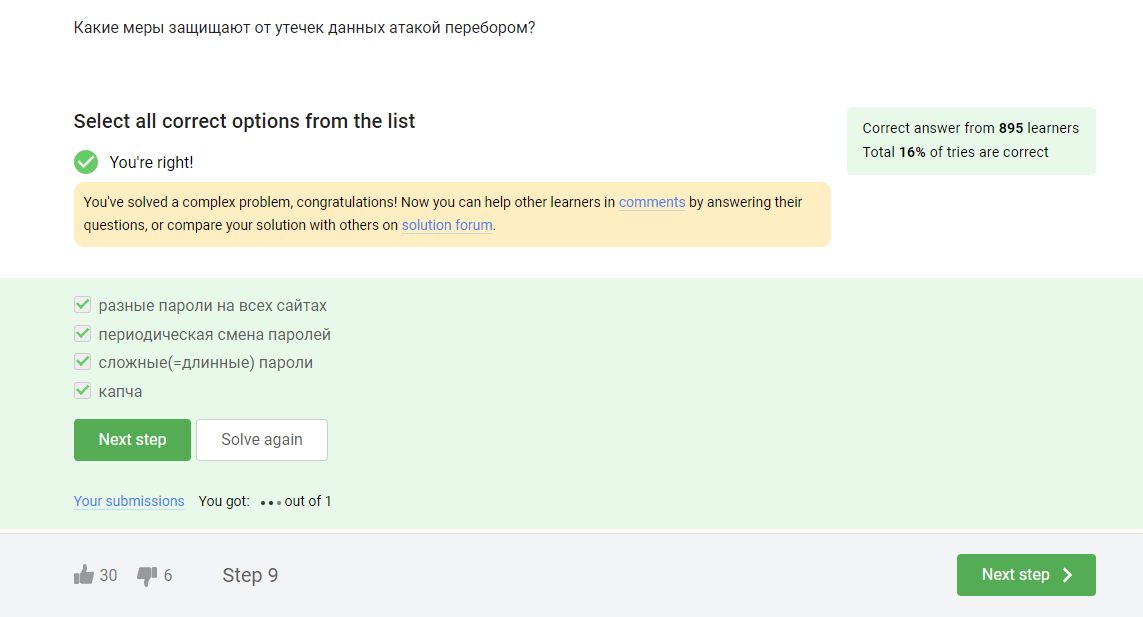 Какие меры защищают от утечек данных атакой перебором?
Select all correct options from the list
Correct answer from 895 learners
Total 16% of tries are correct
You're right!
You've solved a complex problem, congratulations! Now you can help other learners in comments by answering their
questions, or compare your solution with others on solution forum.
разные пароли на всех сайтах
периодическая смена паролей
сложные(=длинные) пароли
капча
Next step
Solve again
Your submissions You got: ... out of 1
30 6 Step 9 Next step